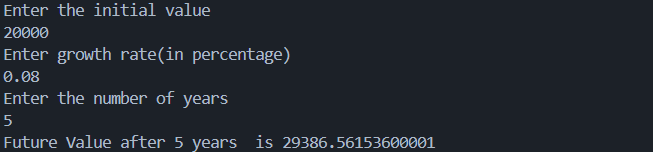 Enter the initial value
20000
Enter growth rate(in percentage)
0.08
Enter the number of years
5
Future Value after 5 years  is 29386.56153600001